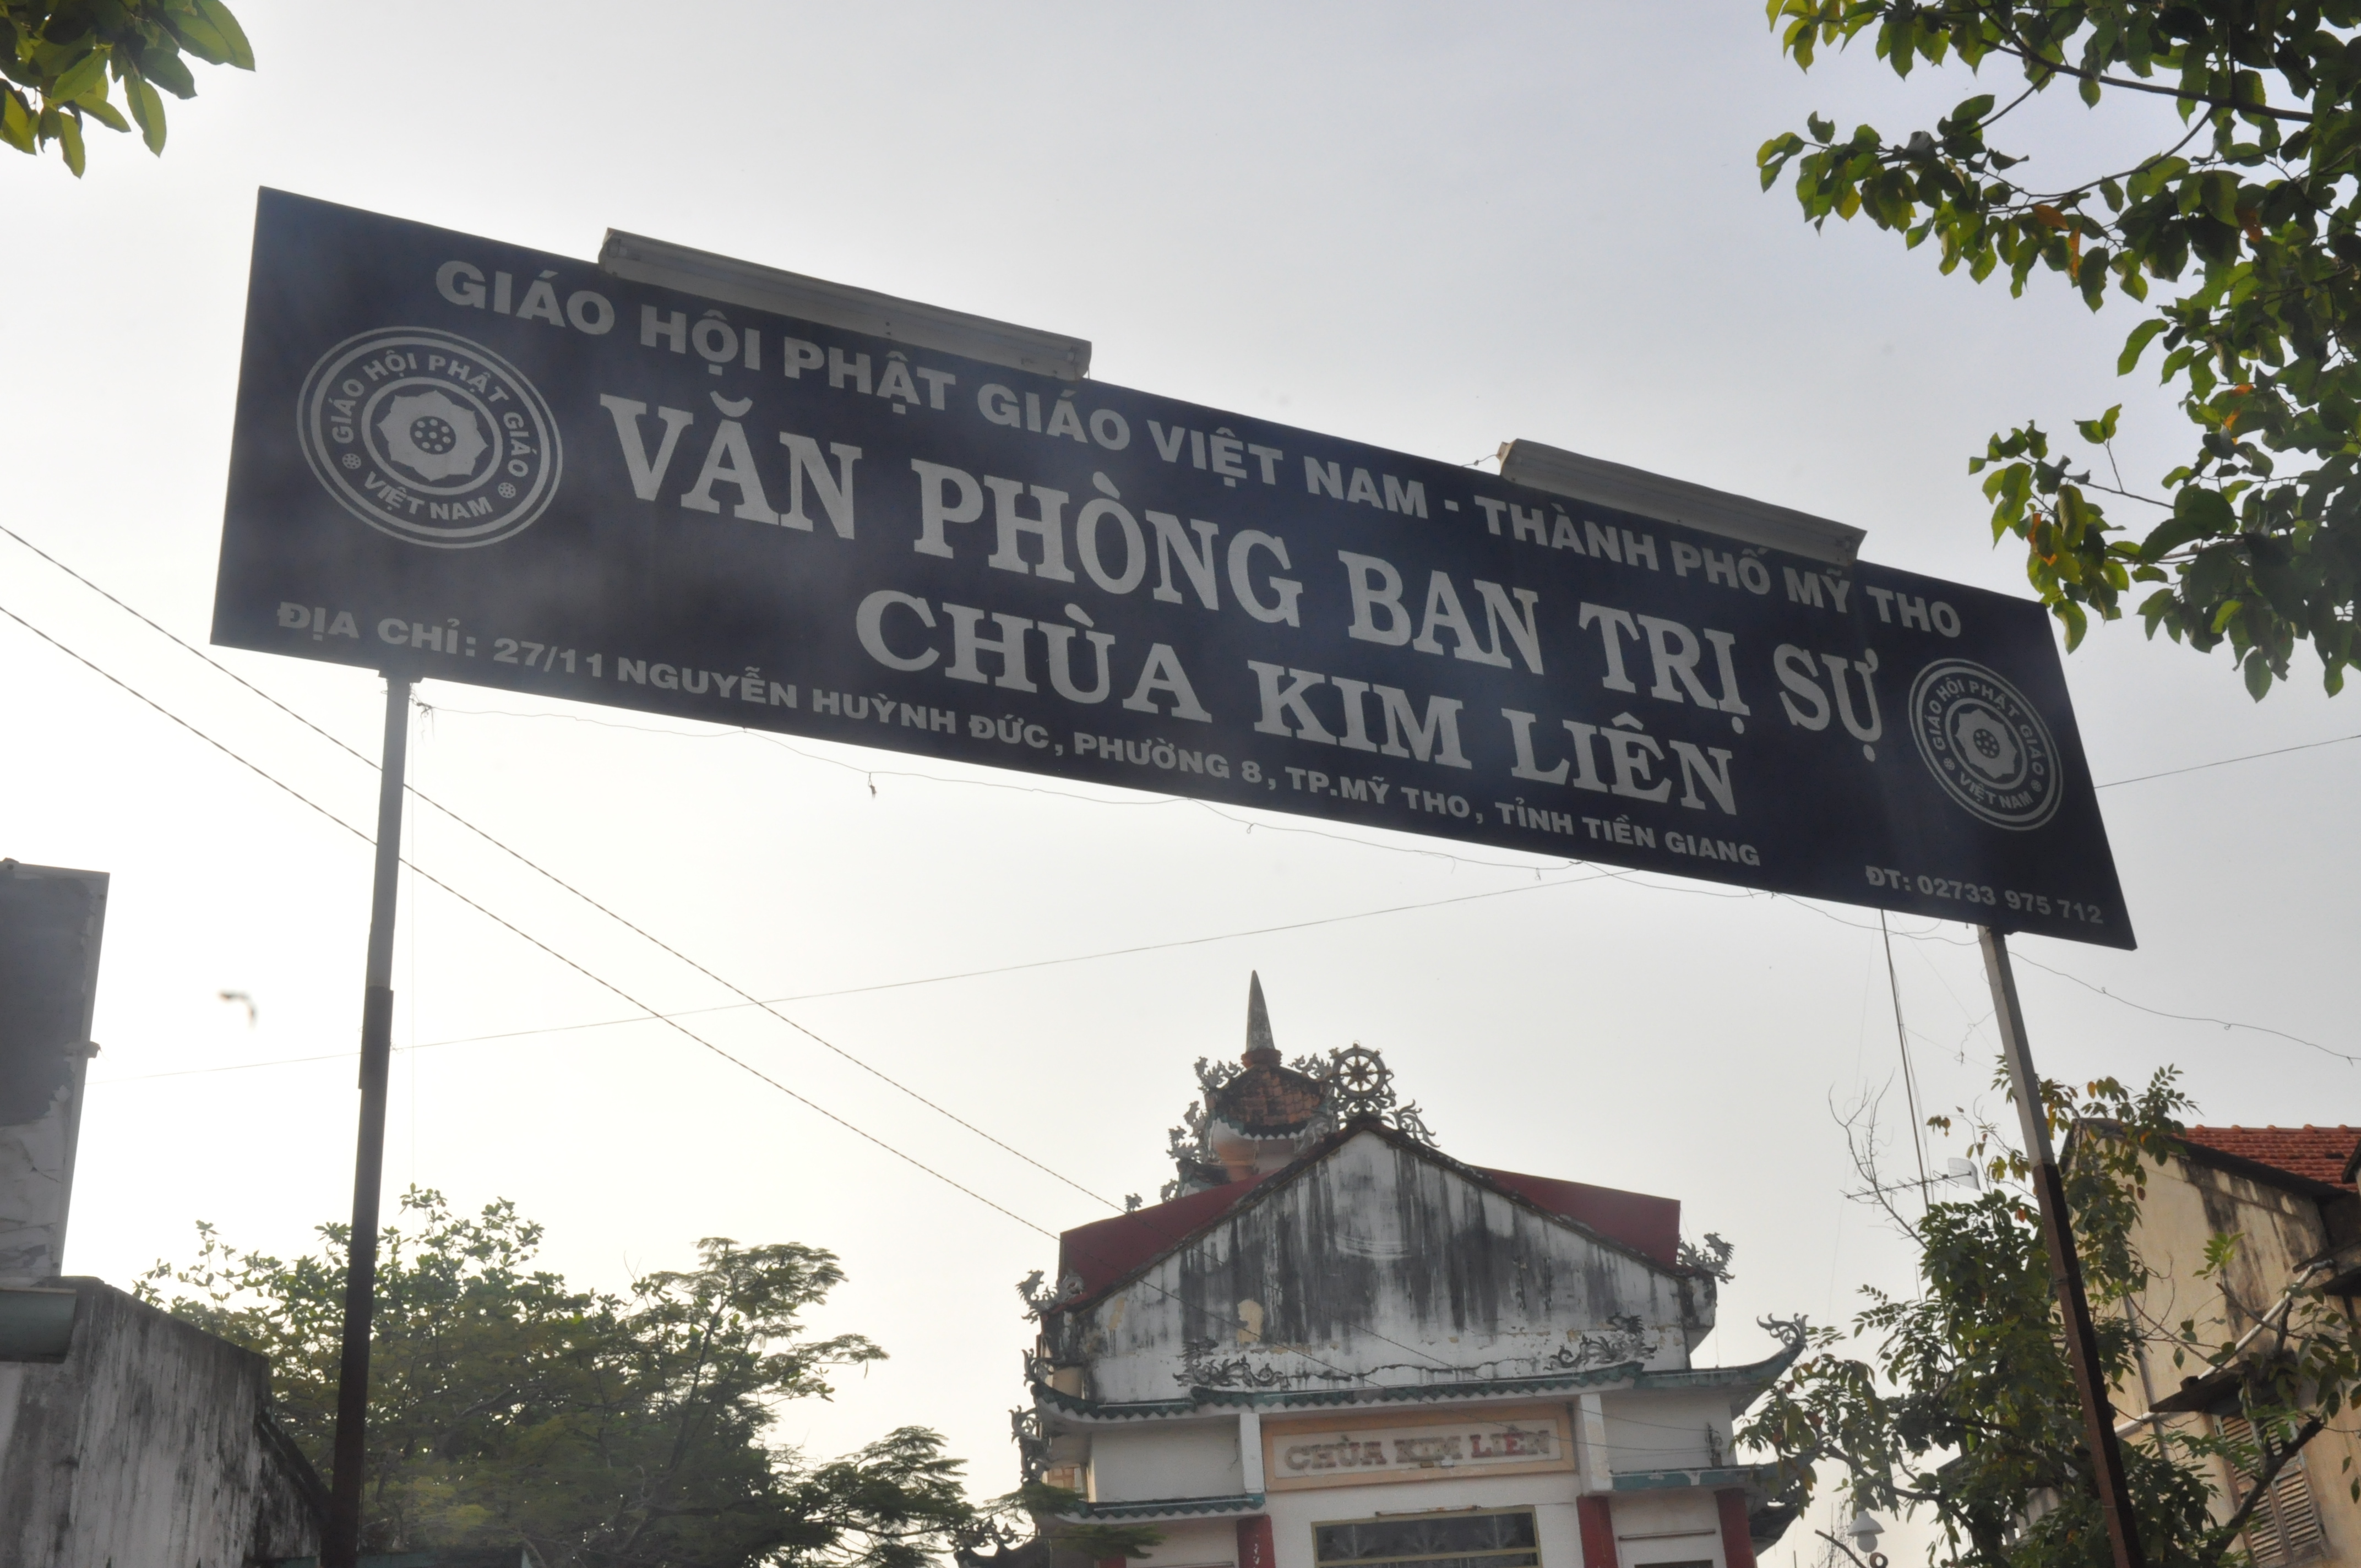 GIÁO HỘI PHẬT GIÁO VIỆT NAM - THÀNH PHỐ MỸ THO
GIÁO HỘI PHẬT GIÁO
VIỆT NAM
VĂN PHÒNG BAN TRỊ SỰ
CHÙA KIM LIÊN
GIÁO HỘI PHẬT GIÁO
VIỆT NAM
ĐỊA CHỈ: 27/11 NGUYỄN HUỲNH ĐỨC, PHƯỜNG 8, TP.MỸ THO, TỈNH TIỀN GIANG
ĐT: 02733 975 712
CHÙA KIM LIÊN